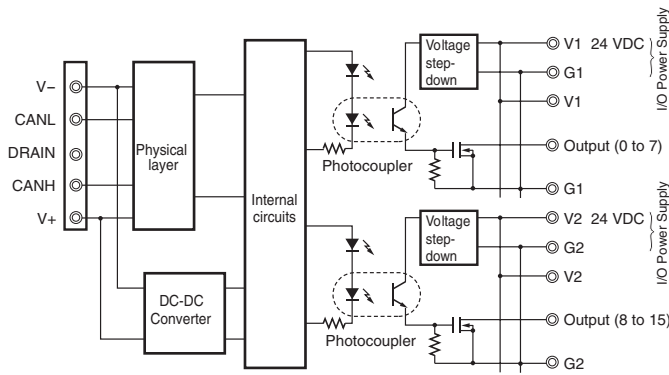 V−
CANL
DRAIN
CANH
V+
Physical
layer
DC-DC
Converter
Internal
circuits
Photocoupler
Voltage
step-
down
V1 24 VDC
G1
V1
Output (0 to 7)
G1
I/O Power Supply
Photocoupler
Voltage
step-
down
V2 24 VDC
G2
V2
Output (8 to 15)
G2
I/O Power Supply